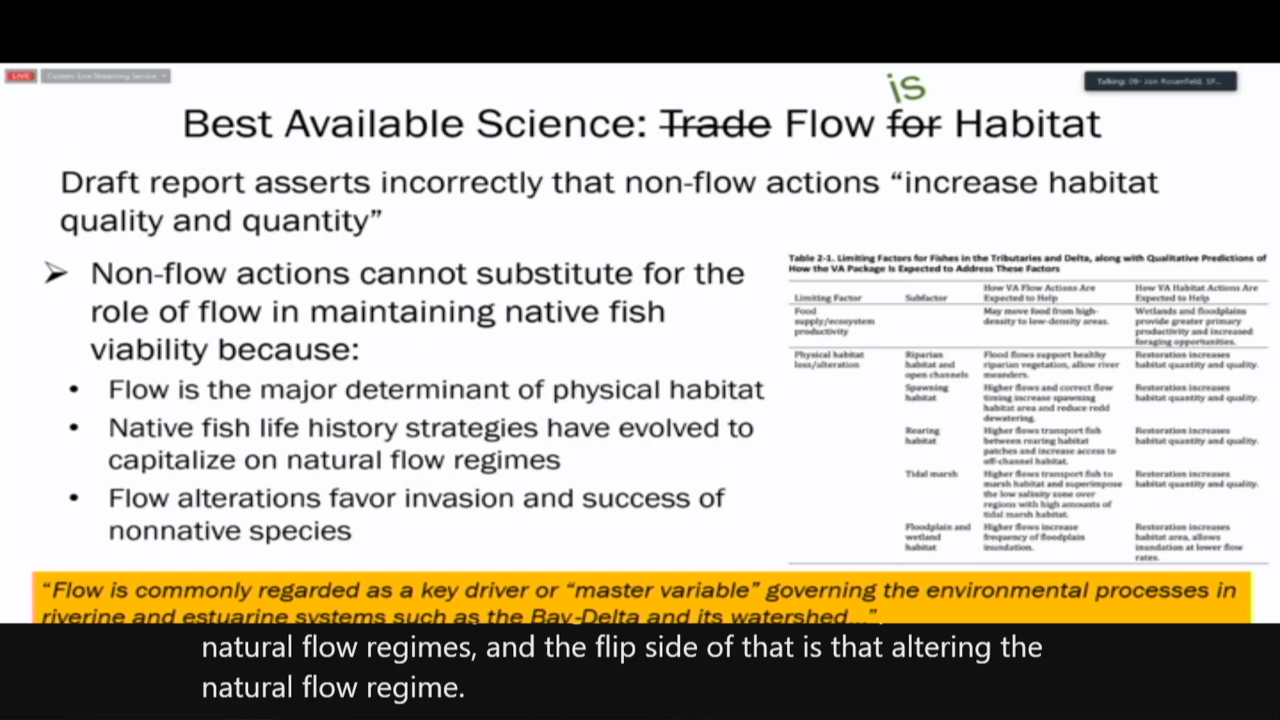 LIVE
Custom Live Streaming Service
Talking: 09- Jon Rosenfield, SF...
is
Best Available Science: Trade Flow for Habitat
Draft report asserts incorrectly that non-flow actions “increase habitat
quality and quantity”
➢ Non-flow actions cannot substitute for the
role of flow in maintaining native fish
viability because:
• Flow is the major determinant of physical habitat
• Native fish life history strategies have evolved to
capitalize on natural flow regimes
• Flow alterations favor invasion and success of
nonnative species
Table 2-1. Limiting Factors for Fishes in the Tributaries and Delta, along with Qualitative Predictions of
How the VA Package Is Expected to Address These Factors
How VA Flow Actions Are How VA Habitat Actions Are
Limiting Factor Subfactor Expected to Help Expected to Help
Food May move food from high- Wetlands and floodplains
supply/ecosystem density to low-density areas. provide greater primary
productivity productivity and increased
foraging opportunities.
Physical habitat Riparian Flood flows support healthy Restoration increases
loss/alteration habitat and riparian vegetation, allow river habitat quantity and quality.
open channels meanders.
Spawning Higher flows and correct flow Restoration increases
habitat timing increase spawning habitat quantity and quality.
habitat area and reduce redd
dewatering.
Rearing Higher flows transport fish Restoration increases
habitat between rearing habitat habitat quantity and quality.
patches and increase access to
off-channel habitat.
Tidal marsh Higher flows transport fish to Restoration increases
marsh habitat and superimpose habitat quantity and quality.
the low salinity zone over
regions with high amounts of
tidal marsh habitat.
Floodplain and Higher flows increase Restoration increases
wetland frequency of floodplain habitat area, allows
habitat inundation. inundation at lower flow
rates.
“Flow is commonly regarded as a key driver or “master variable” governing the environmental processes in
riverine and estuarine systems such as the Bay-Delta and its watershed...”
natural flow regimes, and the flip side of that is that altering the
natural flow regime.